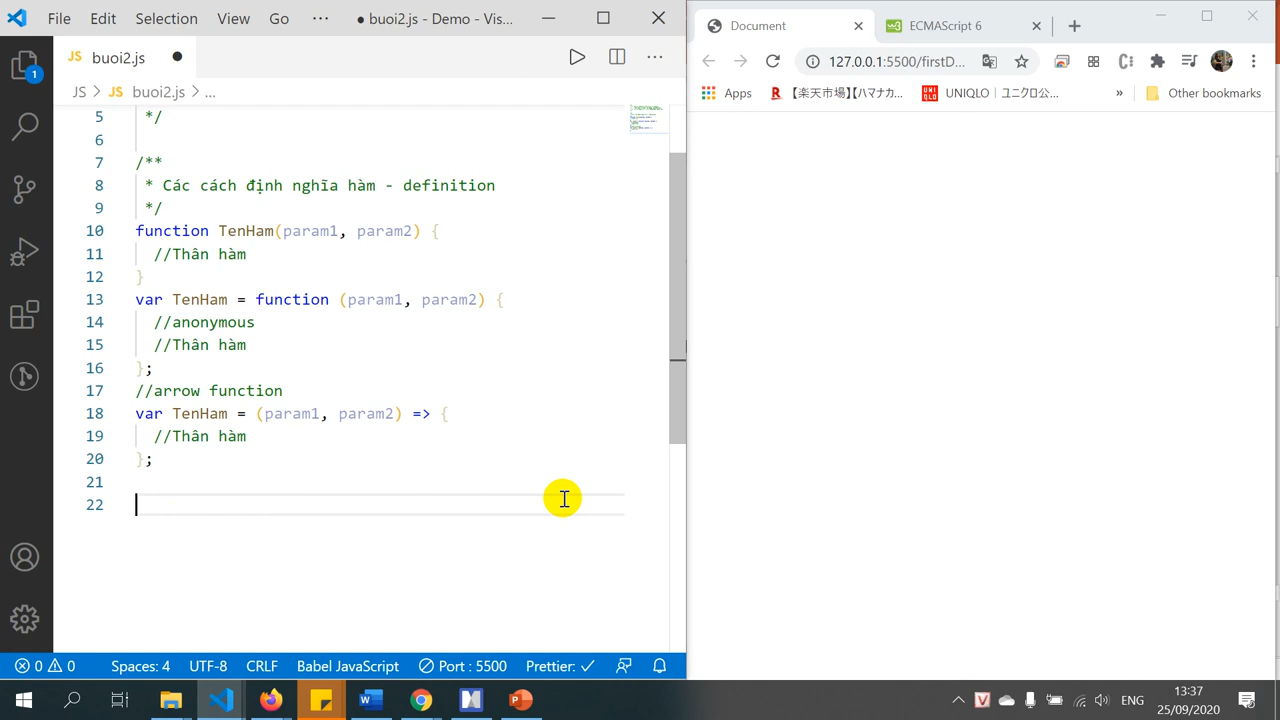 File Edit Selection View Go ··· ● buoi2.js - Demo - Vis...
JS buoi2.js ●
JS > JS buoi2.js > ...
5 */
6
7 /**
8 * Các cách định nghĩa hàm - definition
9 */
10 function TenHam(param1, param2) {
11 //Thân hàm
12 }
13 var TenHam = function (param1, param2) {
14 //anonymous
15 //Thân hàm
16 };
17 //arrow function
18 var TenHam = (param1, param2) => {
19 //Thân hàm
20 };
21
22
1
0 0 Spaces: 4 UTF-8 CRLF Babel JavaScript Port : 5500 Prettier: ✓
Document ECMAScript 6
127.0.0.1:5500/firstD...
Apps 【楽天市場】【ハマナカ... UNIQLO｜ユニクロ公... » Other bookmarks
ENG 13:37
25/09/2020